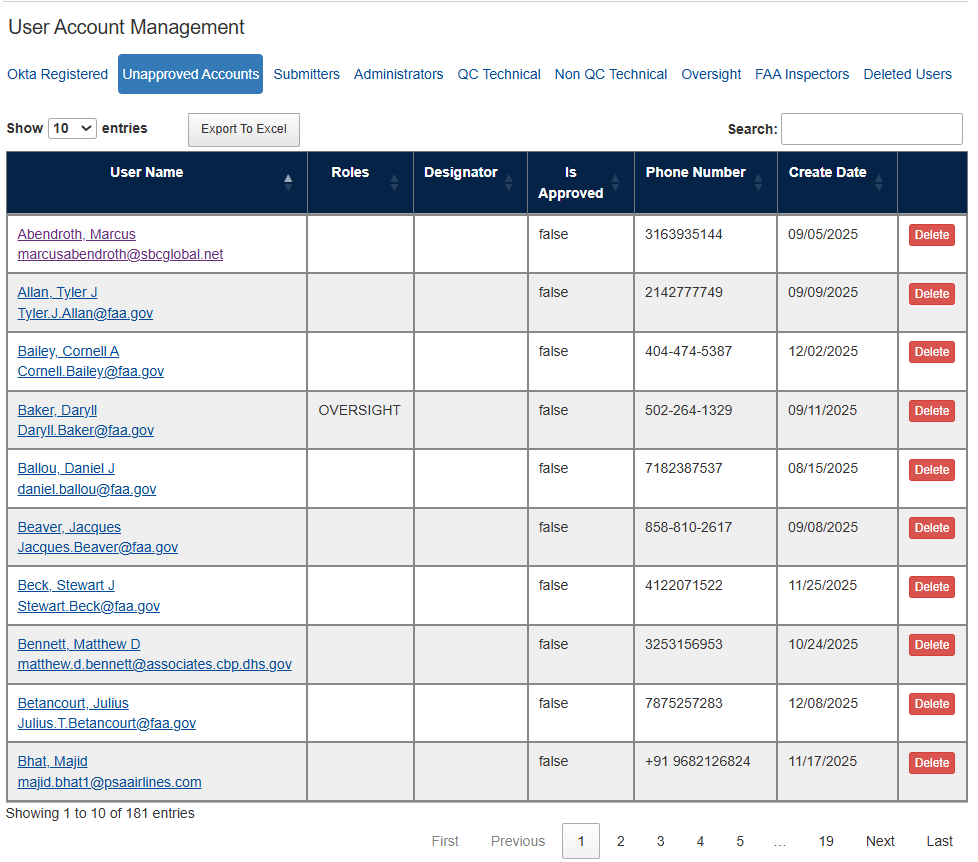 User Account Management
Okta Registered Unapproved Accounts Submitters Administrators QC Technical Non QC Technical Oversight FAA Inspectors Deleted Users
Show 10 entries Export To Excel Search:
User Name Roles Designator Is Approved Phone Number Create Date
Abendroth, Marcus false 3163935144 09/05/2025 Delete
marcusabendroth@sbcglobal.net
Allan, Tyler J false 2142777749 09/09/2025 Delete
Tyler.J.Allan@faa.gov
Bailey, Cornell A false 404-474-5387 12/02/2025 Delete
Cornell.Bailey@faa.gov
Baker, Daryll OVERSIGHT false 502-264-1329 09/11/2025 Delete
Daryll.Baker@faa.gov
Ballou, Daniel J false 7182387537 08/15/2025 Delete
daniel.ballou@faa.gov
Beaver, Jacques false 858-810-2617 09/08/2025 Delete
Jacques.Beaver@faa.gov
Beck, Stewart J false 4122071522 11/25/2025 Delete
Stewart.Beck@faa.gov
Bennett, Matthew D false 3253156953 10/24/2025 Delete
matthew.d.bennett@associates.cbp.dhs.gov
Betancourt, Julius false 7875257283 12/08/2025 Delete
Julius.T.Betancourt@faa.gov
Bhat, Majid false +91 9682126824 11/17/2025 Delete
majid.bhat1@psaairlines.com
Showing 1 to 10 of 181 entries
First Previous 1 2 3 4 5 … 19 Next Last